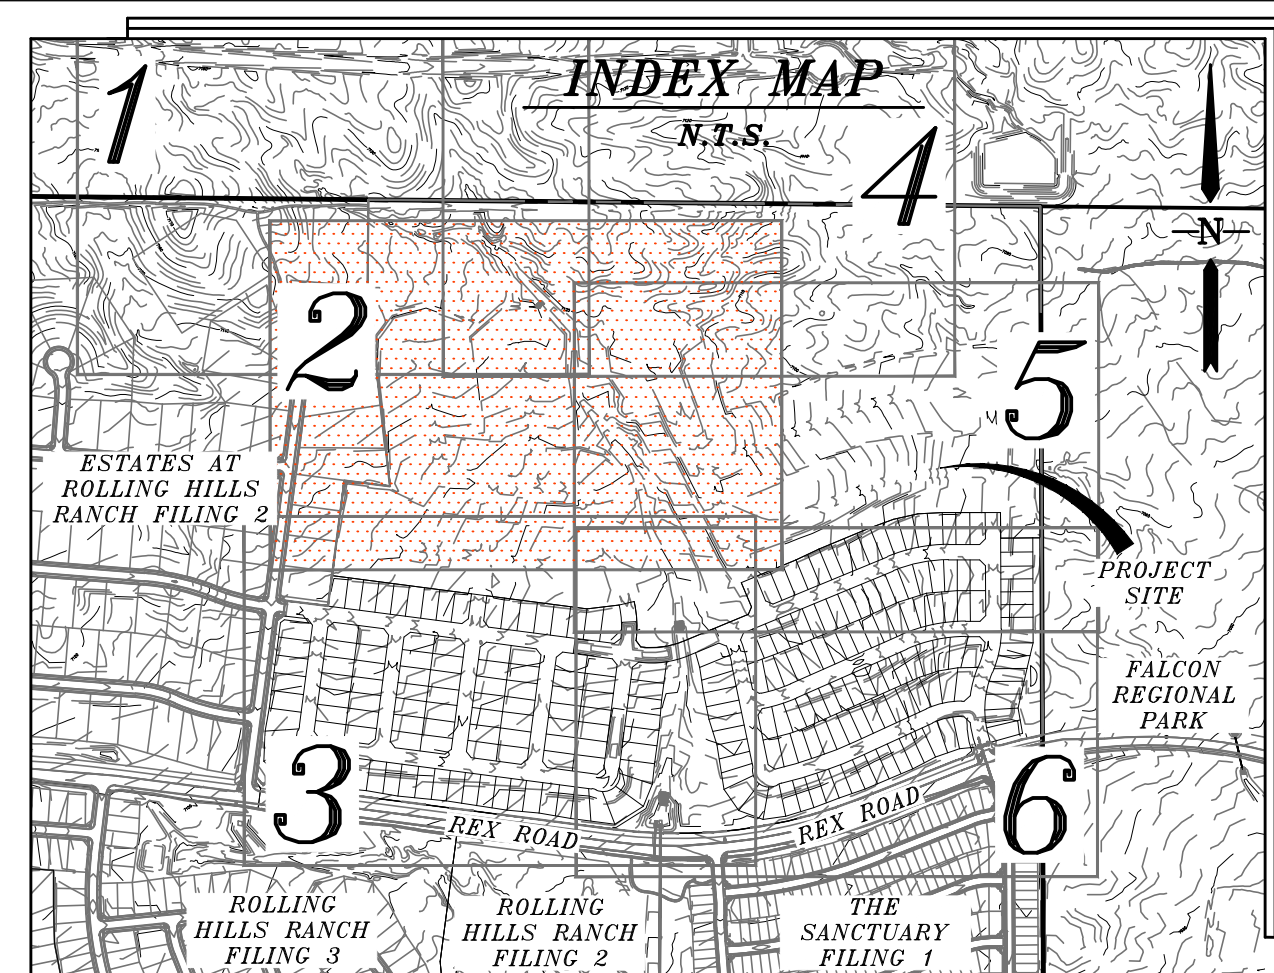 INDEX MAP
N.T.S.
1
4
N
2
5
ESTATES AT
ROLLING HILLS
RANCH FILING 2
PROJECT
SITE
FALCON
REGIONAL
PARK
3
6
REX ROAD
REX ROAD
ROLLING
HILLS RANCH
FILING 3
ROLLING
HILLS RANCH
FILING 2
THE
SANCTUARY
FILING 1